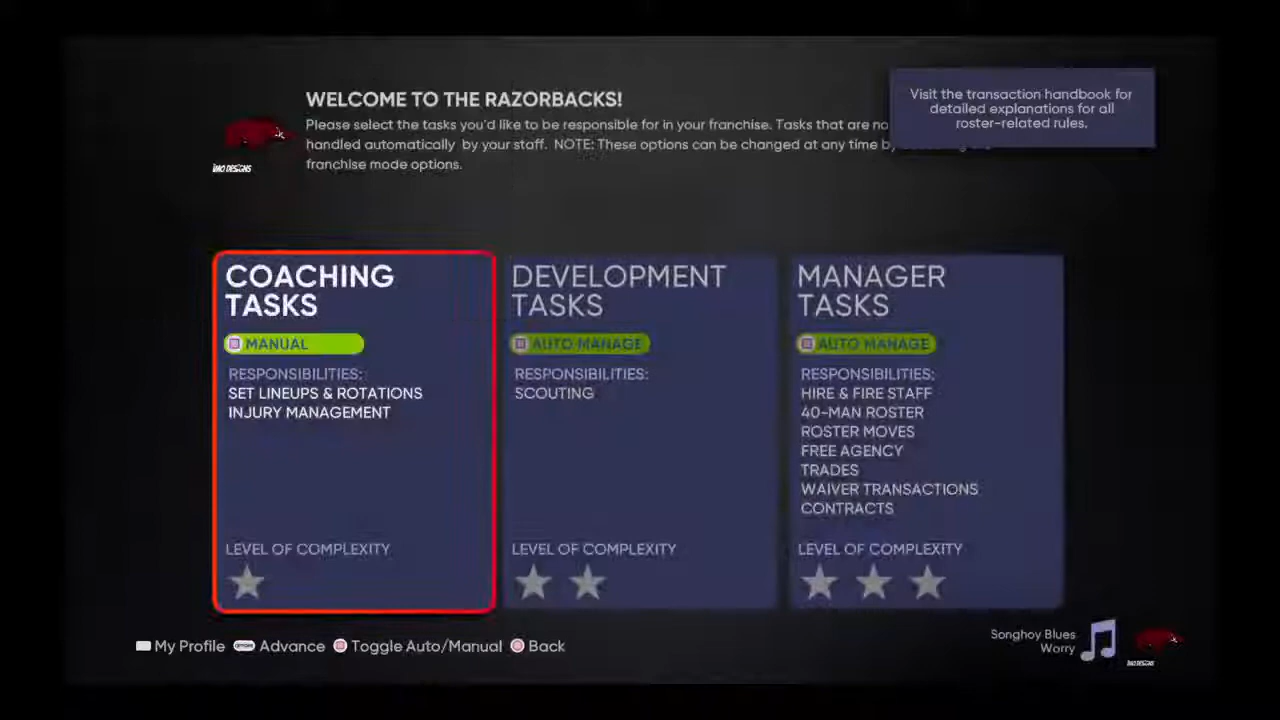 WELCOME TO THE RAZORBACKS!
Please select the tasks you'd like to be responsible for in your franchise. Tasks that are no
handled automatically by your staff. NOTE: These options can be changed at any time b
franchise mode options.
Visit the transaction handbook for
detailed explanations for all
roster-related rules.
DESIGNS
COACHING
TASKS
MANUAL
RESPONSIBILITIES:
SET LINEUPS & ROTATIONS
INJURY MANAGEMENT
LEVEL OF COMPLEXITY
DEVELOPMENT
TASKS
AUTO MANAGE
RESPONSIBILITIES:
SCOUTING
LEVEL OF COMPLEXITY
MANAGER
TASKS
AUTO MANAGE
RESPONSIBILITIES:
HIRE & FIRE STAFF
40-MAN ROSTER
ROSTER MOVES
FREE AGENCY
TRADES
WAIVER TRANSACTIONS
CONTRACTS
LEVEL OF COMPLEXITY
My Profile Advance Toggle Auto/Manual Back
Songhoy Blues
Worry